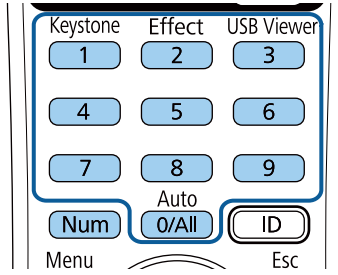 Keystone Effect USB Viewer
1 2 3
4 5 6
7 8 9
Auto
Num 0/All ID
Menu Esc